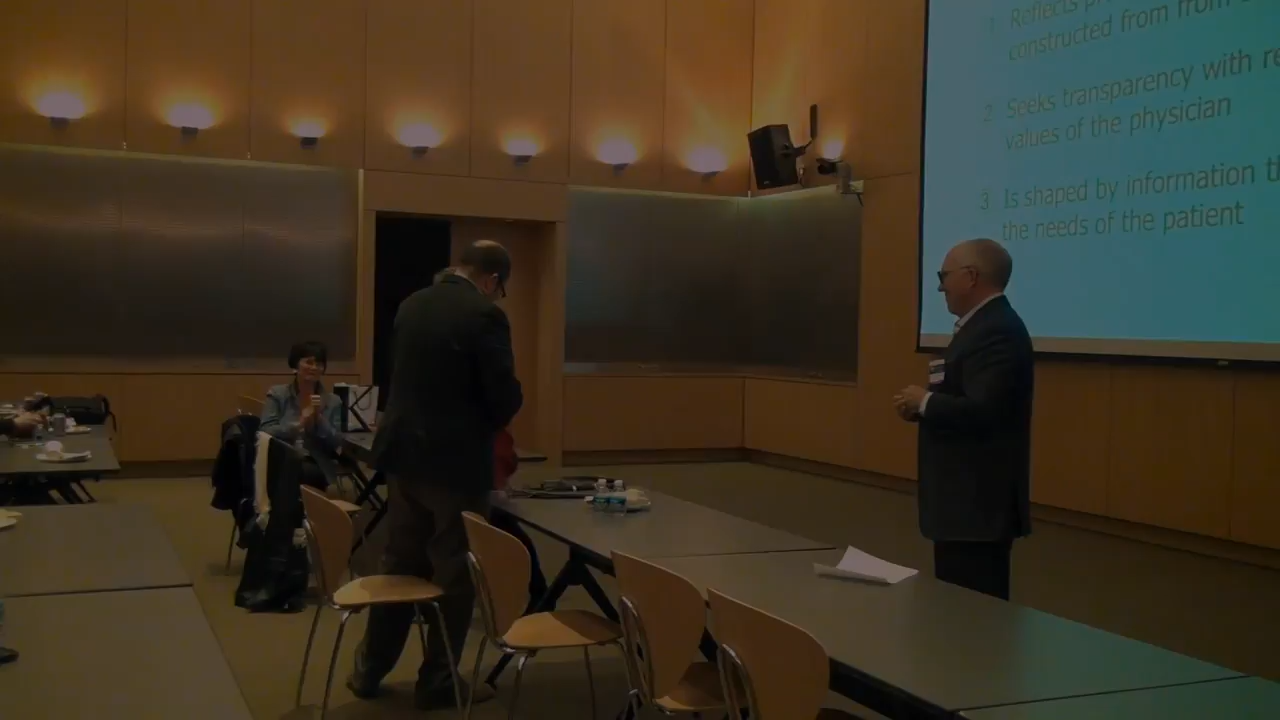 1. Reflects
constructed from from
2. Seeks transparency with
values of the physician
3. Is shaped by information
the needs of the patient